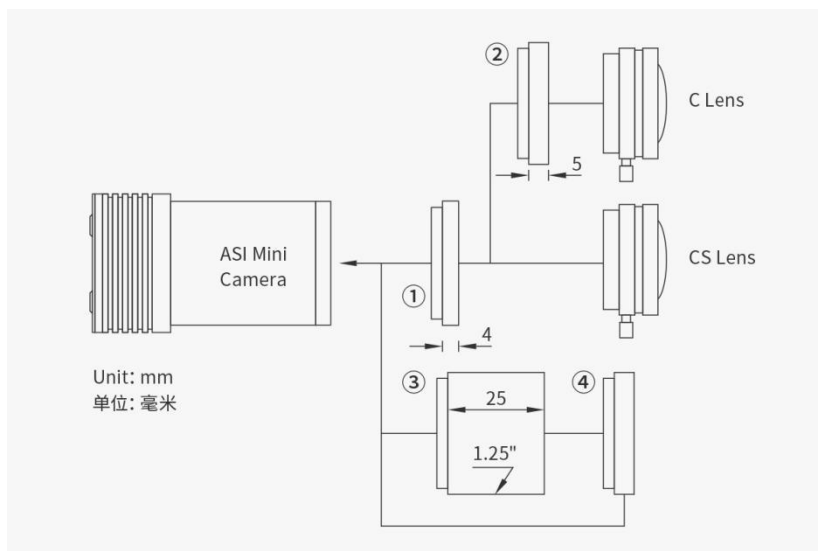 ②
C Lens
5
ASI Mini
Camera
CS Lens
①
4
Unit: mm
单位: 毫米
③
25
④
1.25"